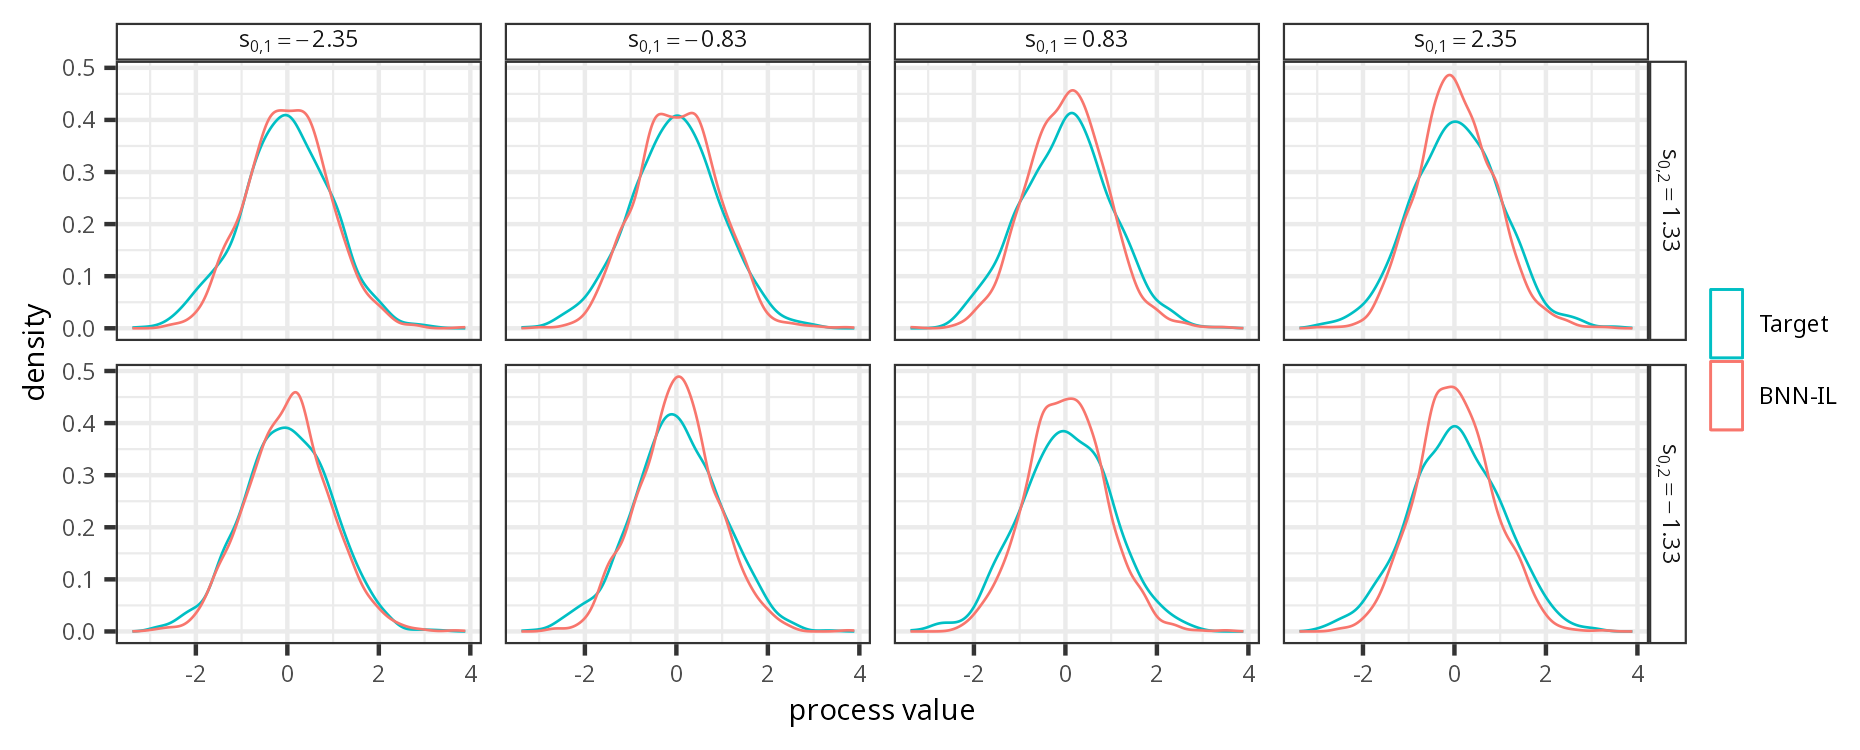 s0,1 = −2.35
s0,1 = −0.83
s0,1 = 0.83
s0,1 = 2.35
0.5
0.4
0.3
0.2
0.1
0.0
s0,2 = 1.33
0.5
0.4
0.3
0.2
0.1
0.0
s0,2 = −1.33
density
-2 0 2 4
-2 0 2 4
-2 0 2 4
-2 0 2 4
process value
Target
BNN-IL